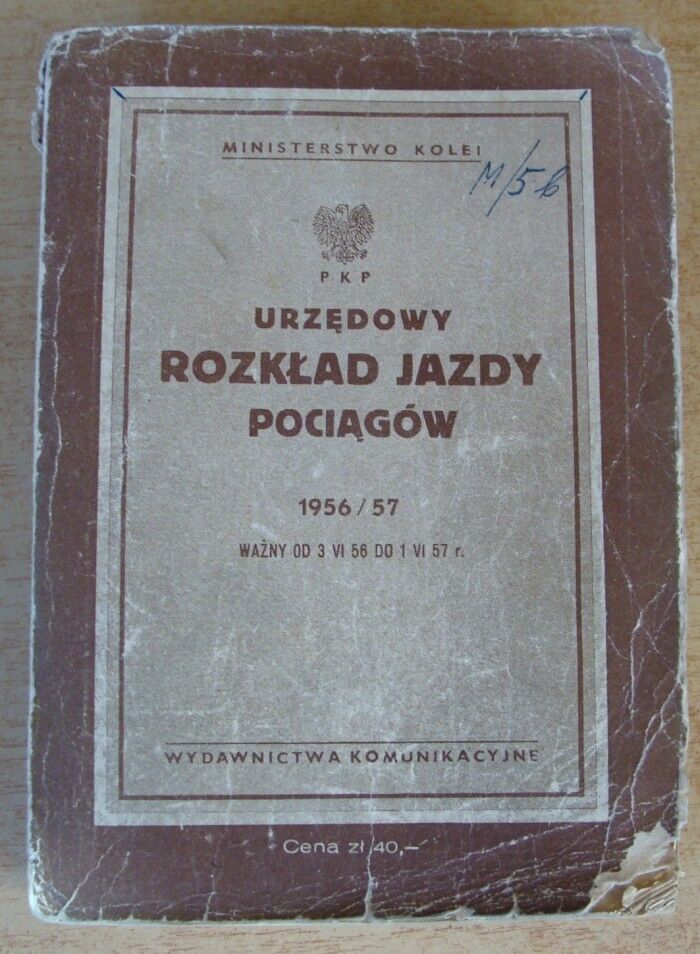 MINISTERSTWO KOLEI
M/56
PKP
URZĘDOWY
ROZKŁAD JAZDY
POCIĄGÓW
1956/57
WAŻNY OD 3 VI 56 DO 1 VI 57 r.
WYDAWNICTWA KOMUNIKACYJNE
Cena zł 40,—